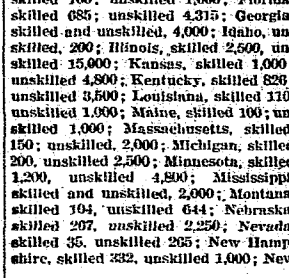 skilled 685; unskilled 4,315; Georgia
skilled and unskilled, 4,000; Idaho, un
skilled, 200; Illinois, skilled 2,500, un
skilled 15,000; Kansas, skilled 1,000
unskilled 4,800; Kentucky, skilled 826
unskilled 3,500; Louisiana, skilled 110
unskilled 1,000; Maine, skilled 100; un
skilled 1,000; Massachusetts, skilled
150; unskilled, 2,000; Michigan, skilled
200, unskilled 2,500; Minnesota, skille
1,200, unskilled 4,800; Mississippi
skilled and unskilled, 2,000; Montana
skilled 104, unskilled 644; Nebraska
skilled 267, unskilled 2,250; Nevada
skilled 35, unskilled 265; New Hamp
shire, skilled 332, unskilled 1,000; New